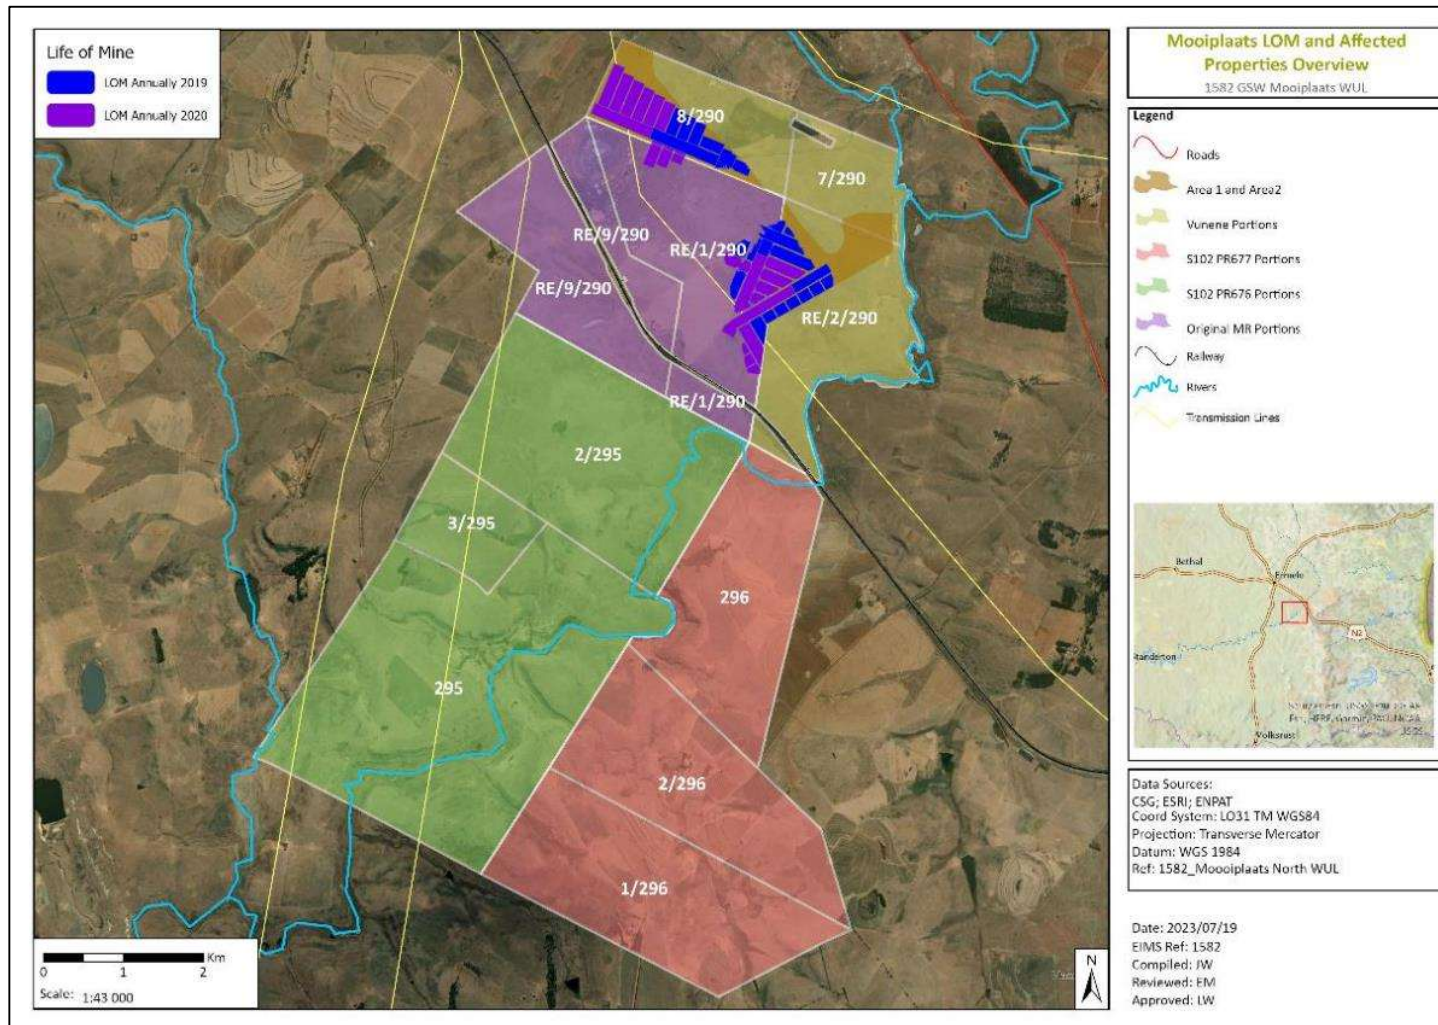 Life of Mine
LOM Annually 2019
LOM Annually 2020
8/290
7/290
RE/9/290
RE/1/290
RE/9/290
RE/2/290
RE/1/290
2/295
3/295
296
295
2/296
1/296
0 1 2 Km
Scale: 1:43 000
N
Mooiplaats LOM and Affected
Properties Overview
1582 GSW Mooiplaats WUL
Legend
Roads
Area 1 and Area2
Vunene Portions
S102 PR677 Portions
S102 PR676 Portions
Original MR Portions
Railway
Rivers
Transmission Lines
Bethal
Ermelo
N2
Standerton
Volksrust
Data Sources:
CSG; ESRI; ENPAT
Coord System: LO31 TM WGS84
Projection: Transverse Mercator
Datum: WGS 1984
Ref: 1582_Moooiplaats North WUL
Date: 2023/07/19
EIMS Ref: 1582
Compiled: JW
Reviewed: EM
Approved: LW